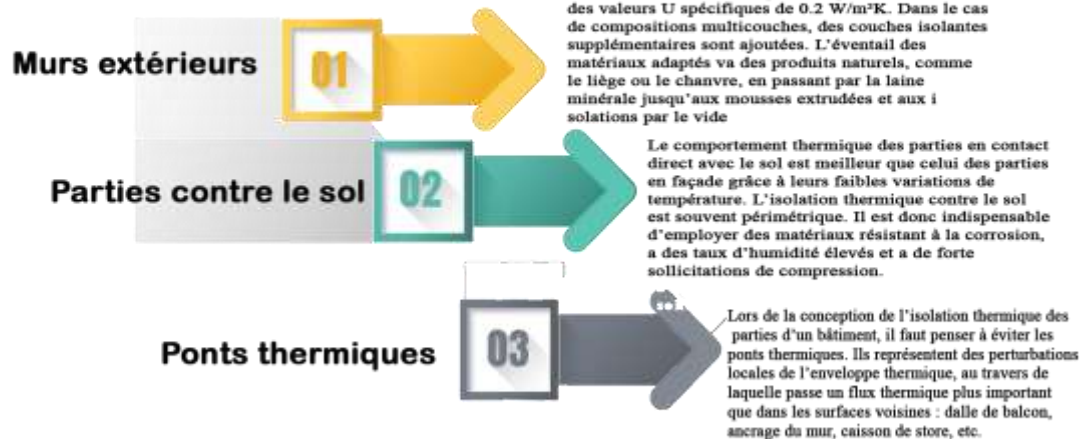 des valeurs U spécifiques de 0.2 W/m²K. Dans le cas
de compositions multicouches, des couches isolantes
supplémentaires sont ajoutées. L'éventail des
matériaux adaptés va des produits naturels, comme
le liège ou le chanvre, en passant par la laine
minérale jusqu'aux mousses extrudées et aux i
solations par le vide
Murs extérieurs
01
Le comportement thermique des parties en contact
direct avec le sol est meilleur que celui des parties
en façade grâce à leurs faibles variations de
température. L'isolation thermique contre le sol
est souvent périmétrique. Il est donc indispensable
d'employer des matériaux résistant à la corrosion,
a des taux d'humidité élevés et a de forte
sollicitations de compression.
Parties contre le sol
02
Lors de la conception de l'isolation thermique des
parties d'un bâtiment, il faut penser à éviter les
ponts thermiques. Ils représentent des perturbations
locales de l'enveloppe thermique, au travers de
laquelle passe un flux thermique plus important
que dans les surfaces voisines : dalle de balcon,
ancrage du mur, caisson de store, etc.
Ponts thermiques
03